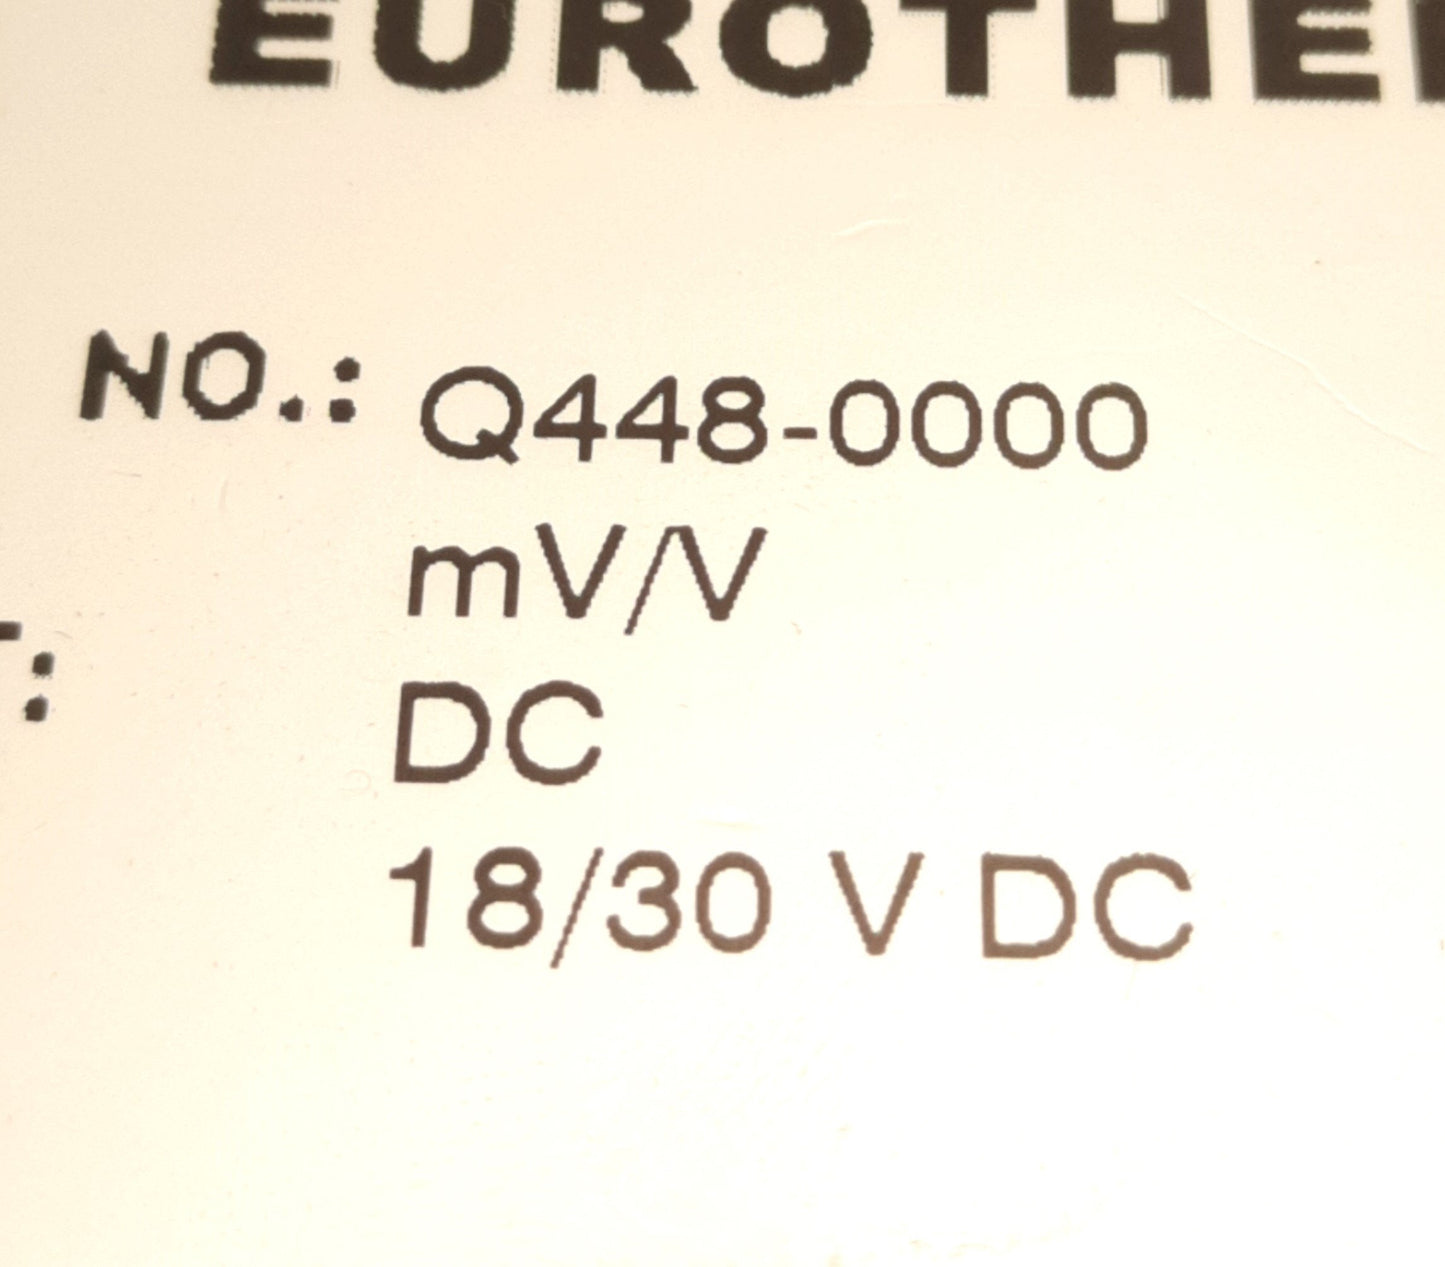 EUROTHE
NO.: Q448-0000
mV/V
: DC
18/30 V DC